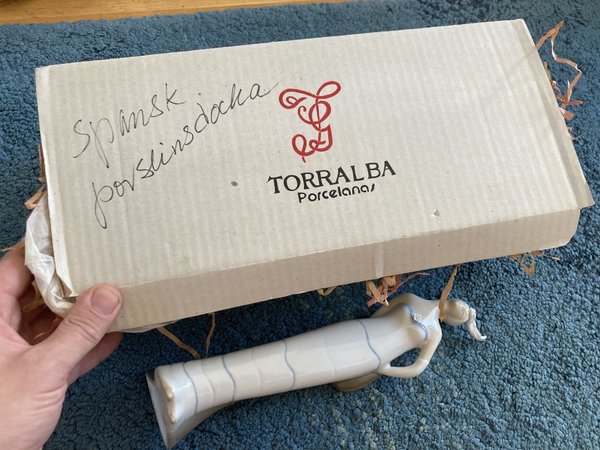 Spansk
porslinsdocka
TORRALBA
Porcelanas